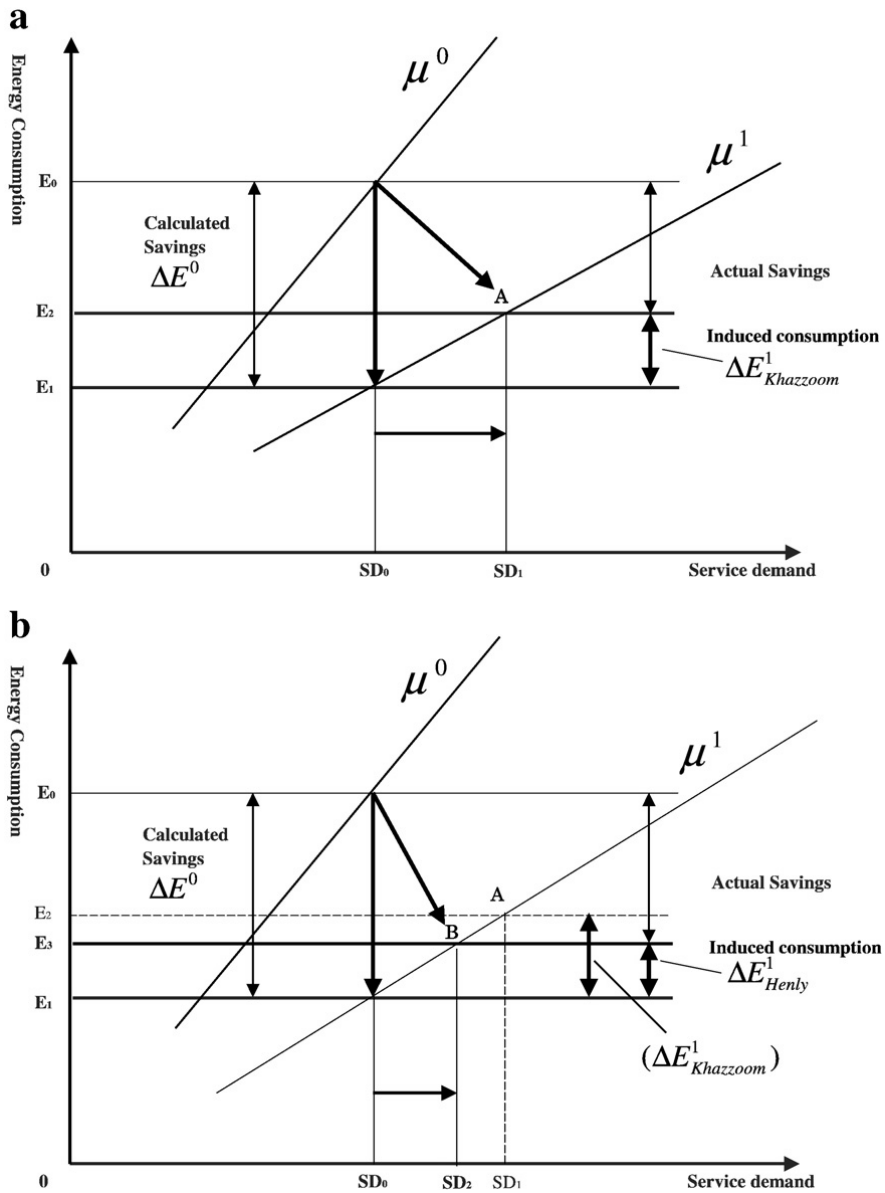 a
Energy Consumption
μ⁰
μ¹
E₀
Calculated
Savings
ΔE⁰
Actual Savings
A
E₂
Induced consumption
ΔE¹Khazzoom
E₁
0
SD₀
SD₁
Service demand
b
Energy Consumption
μ⁰
μ¹
E₀
Calculated
Savings
ΔE⁰
Actual Savings
A
E₂
B
E₃
Induced consumption
ΔE¹Henly
E₁
(ΔE¹Khazzoom)
0
SD₀
SD₂
SD₁
Service demand